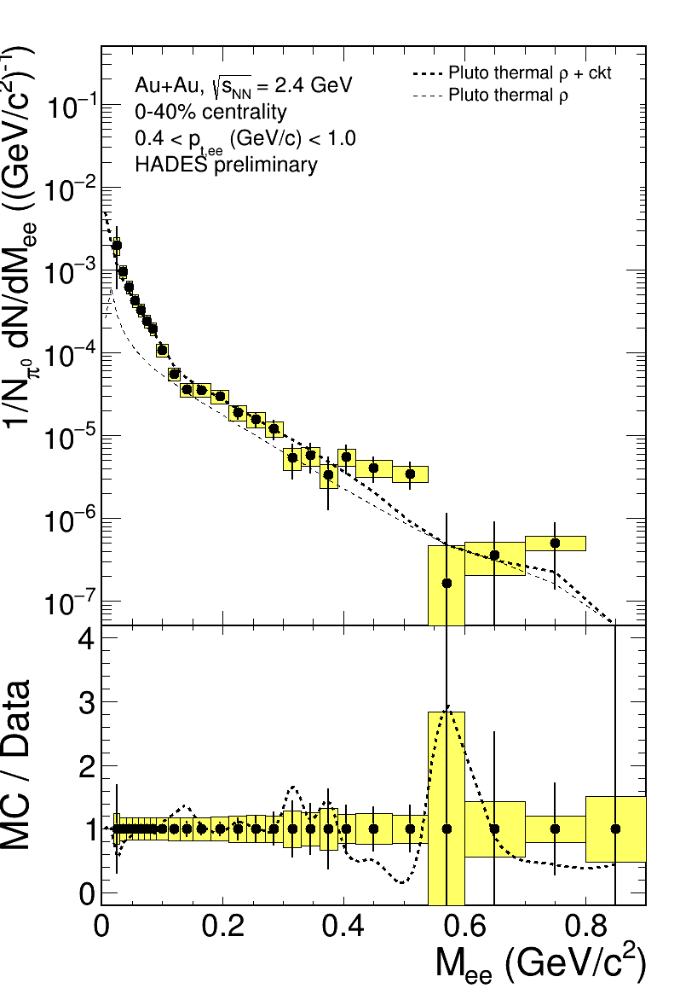 Au+Au, √s_NN = 2.4 GeV
0-40% centrality
0.4 < p_t,ee (GeV/c) < 1.0
HADES preliminary
Pluto thermal ρ + ckt
Pluto thermal ρ
1/N_π⁰ dN/dM_ee ((GeV/c²)⁻¹)
10⁻¹
10⁻²
10⁻³
10⁻⁴
10⁻⁵
10⁻⁶
10⁻⁷
MC / Data
4
3
2
1
0
0 0.2 0.4 0.6 0.8
M_ee (GeV/c²)